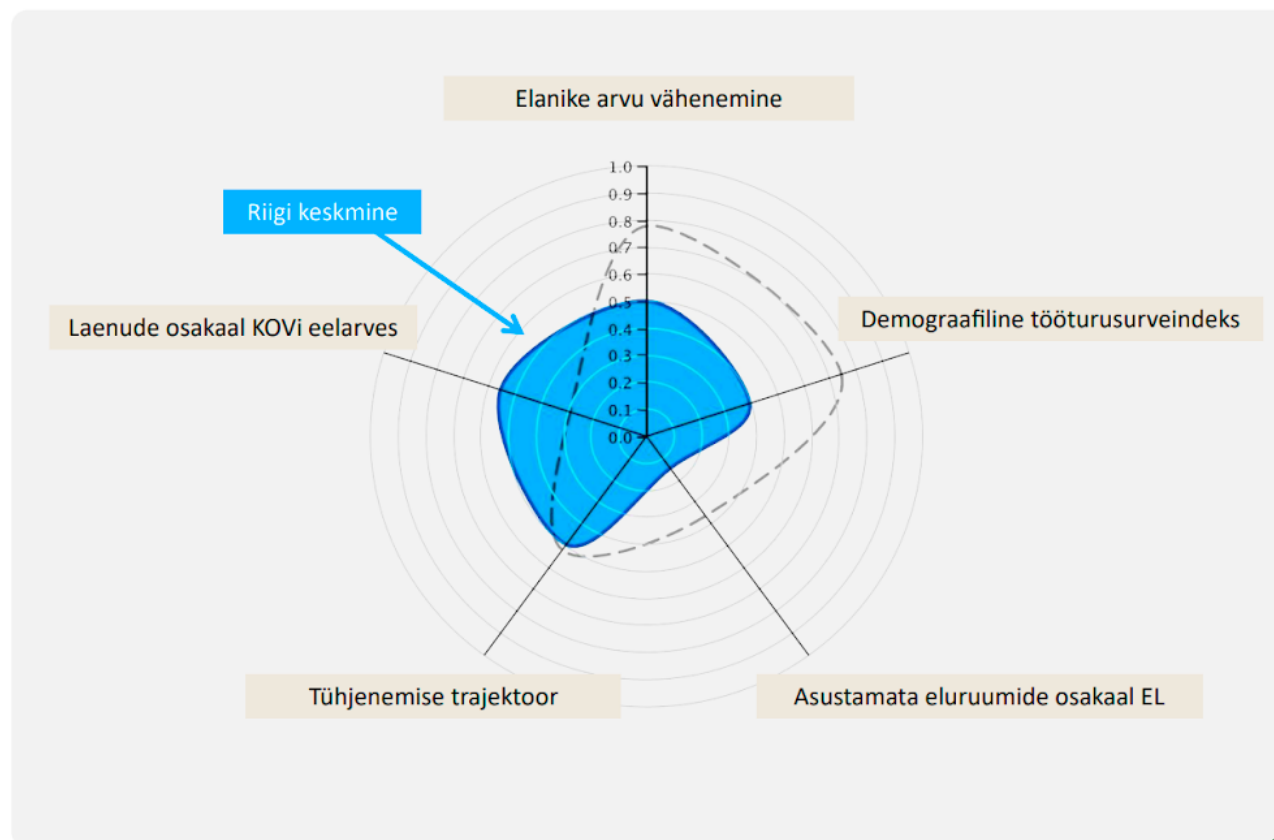 Elanike arvu vähenemine
1.0
0.9
0.8
0.7
0.6
0.5
0.4
0.3
0.2
0.1
0.0
Riigi keskmine
Laenude osakaal KOVi eelarves
Demograafiline tööturusurveindeks
Tühjenemise trajektoor
Asustamata eluruumide osakaal EL